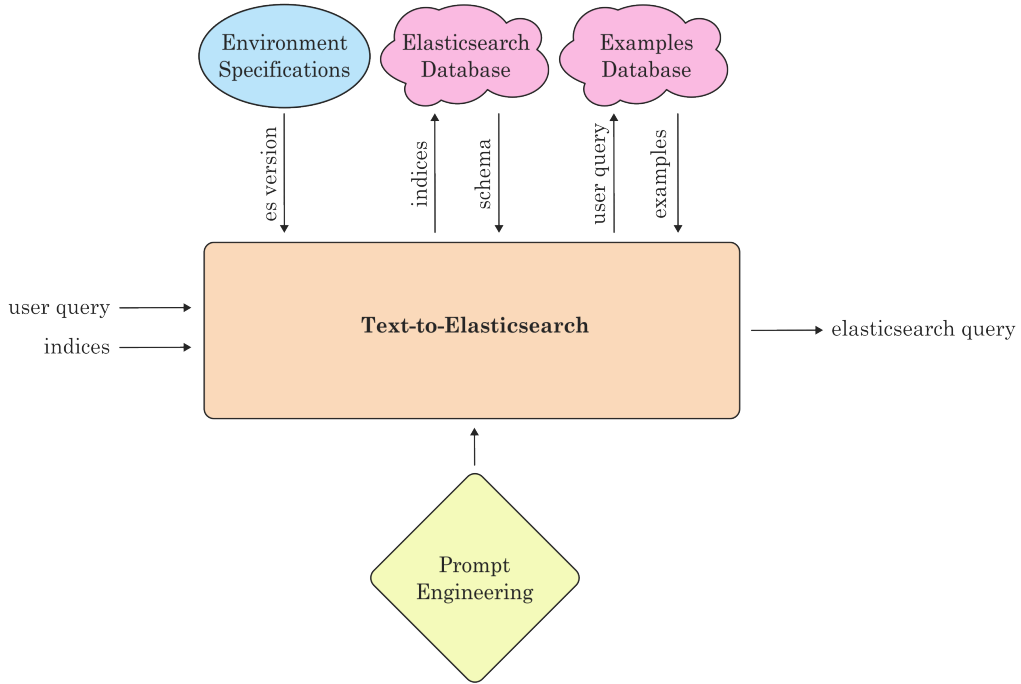 Environment
Specifications
Elasticsearch
Database
Examples
Database
es version
indices
schema
user query
examples
user query
indices
Text-to-Elasticsearch
elasticsearch query
Prompt
Engineering